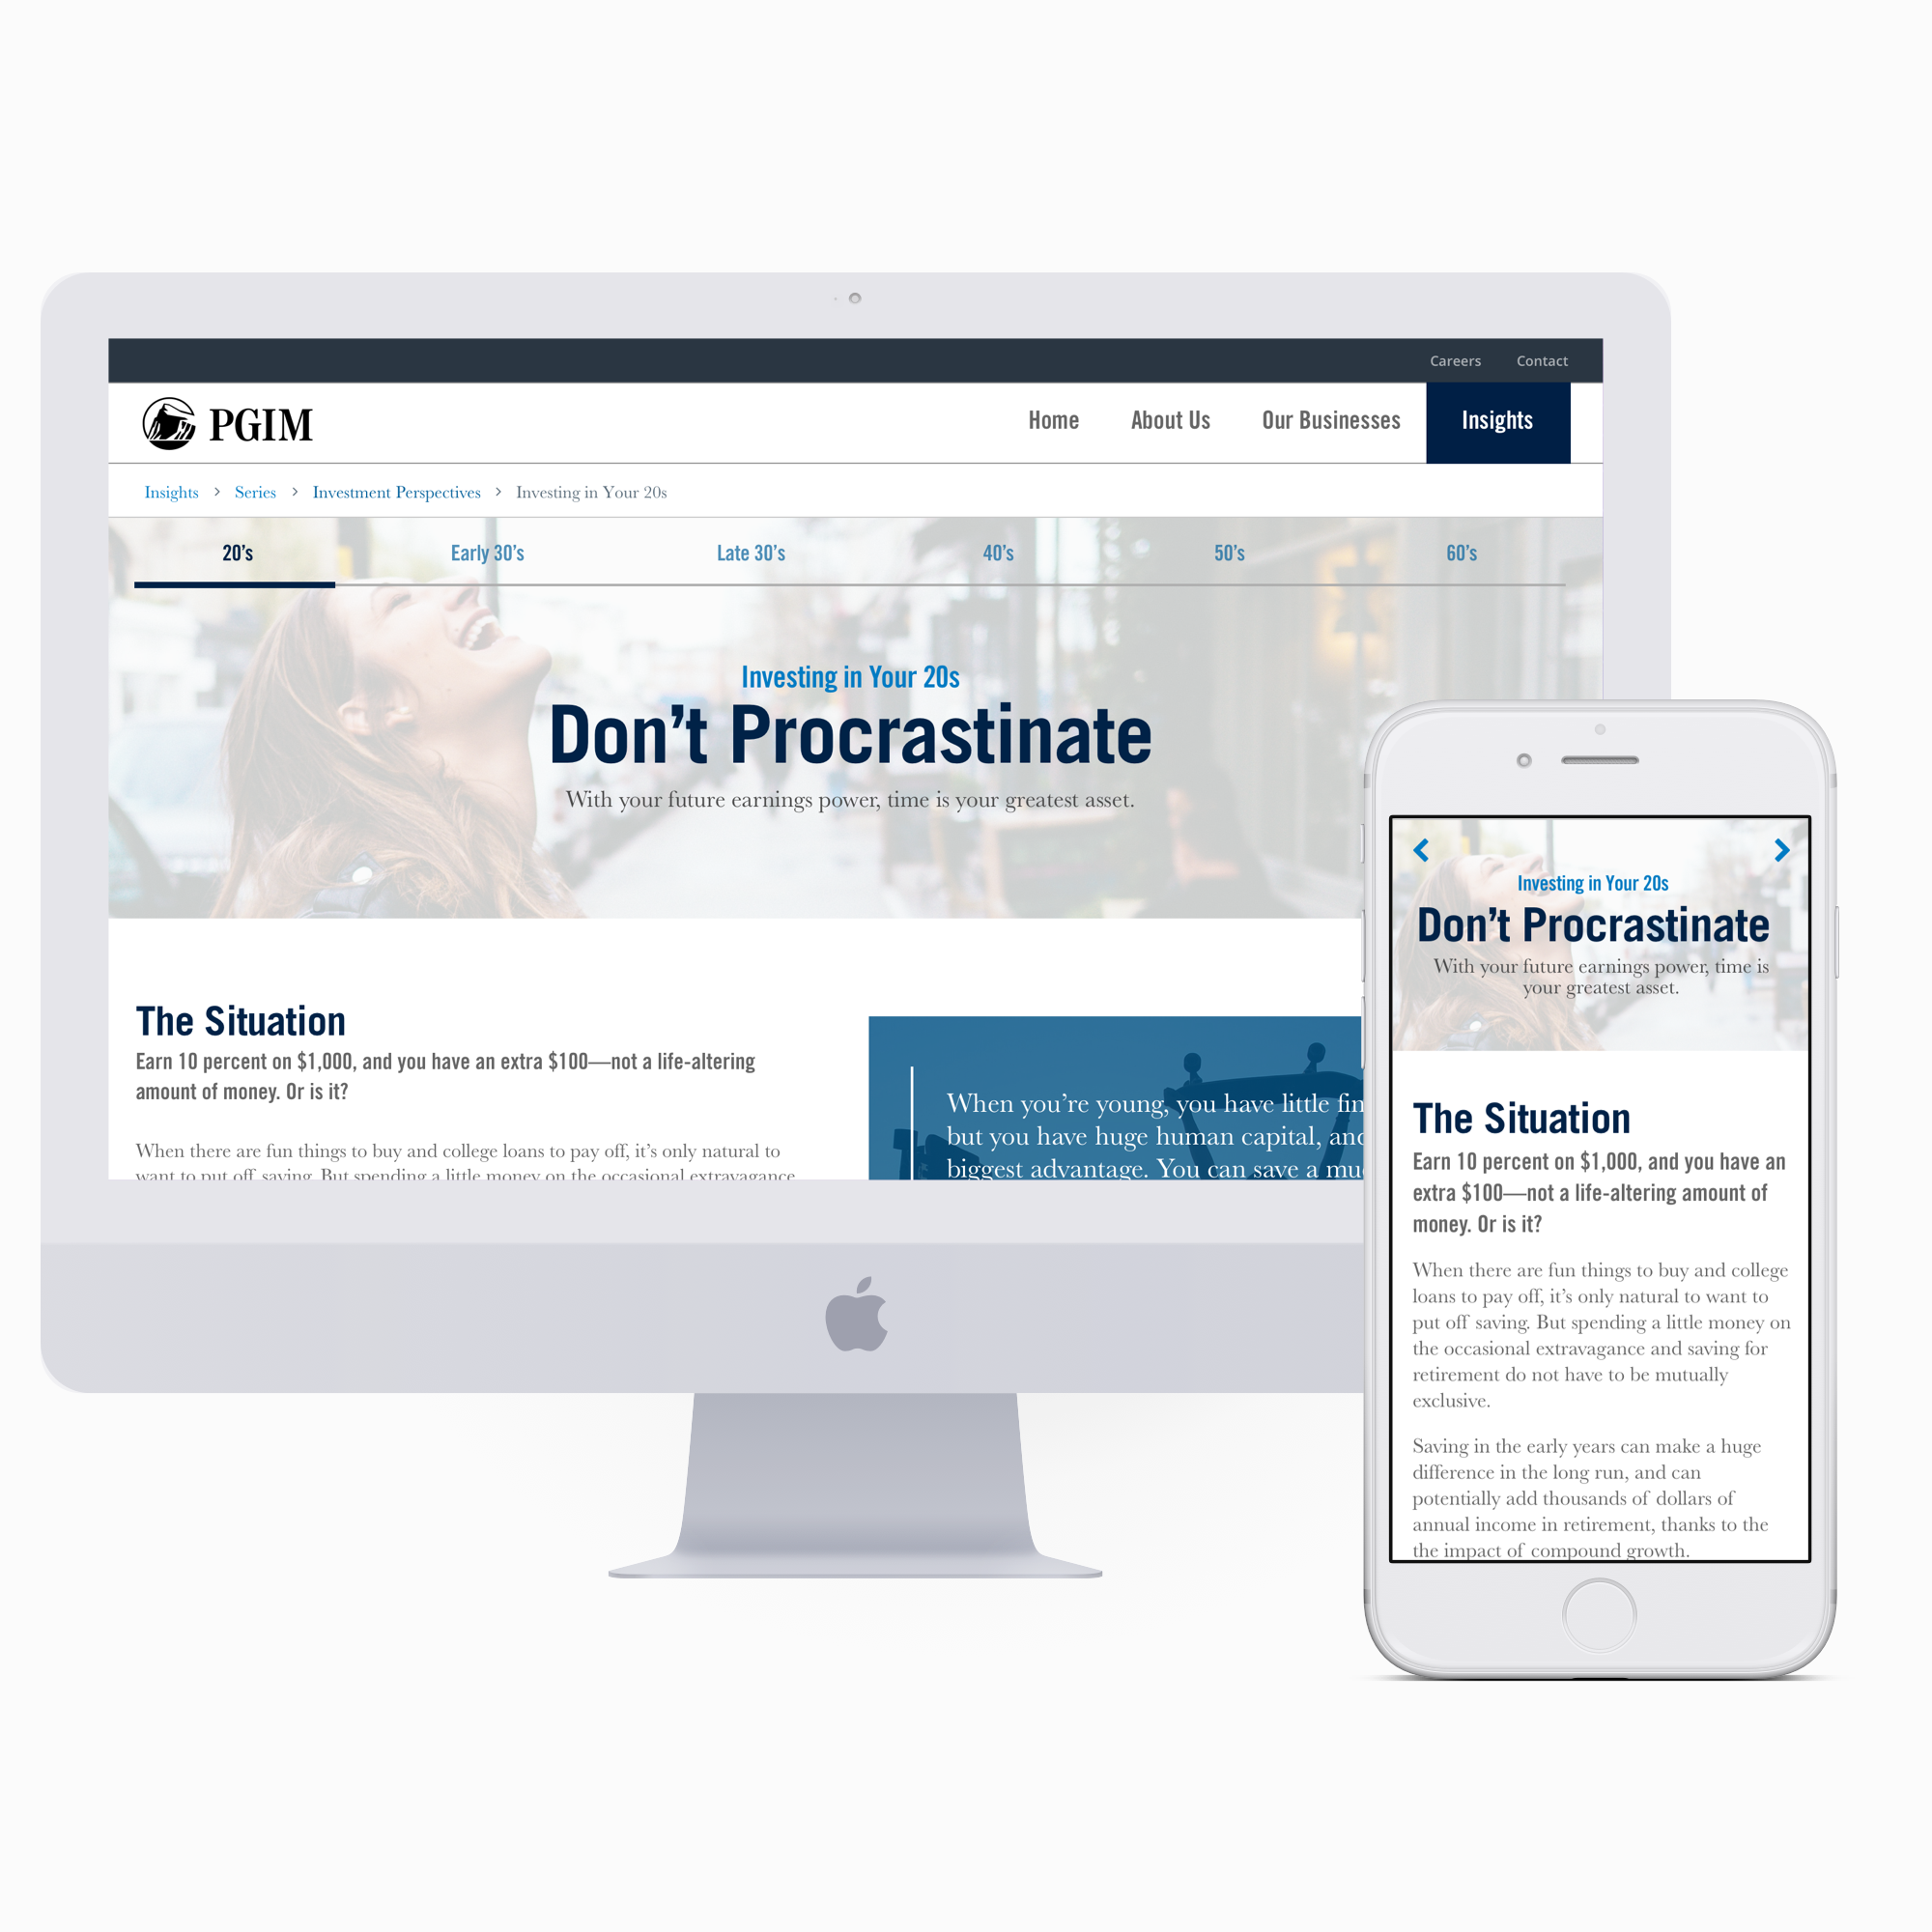 Careers Contact
PGIM
Home About Us Our Businesses Insights
Insights > Series > Investment Perspectives > Investing in Your 20s
20’s Early 30’s Late 30’s 40’s 50’s 60’s
Investing in Your 20s
Don’t Procrastinate
With your future earnings power, time is your greatest asset.
The Situation
Earn 10 percent on $1,000, and you have an extra $100—not a life-altering
amount of money. Or is it?
When there are fun things to buy and college loans to pay off, it’s only natural to
want to put off saving. But spending a little money on the occasional extravagance
When you’re young, you have little fin
but you have huge human capital, and
biggest advantage. You can save a mu
Investing in Your 20s
Don’t Procrastinate
With your future earnings power, time is
your greatest asset.
The Situation
Earn 10 percent on $1,000, and you have an
extra $100—not a life-altering amount of
money. Or is it?
When there are fun things to buy and college
loans to pay off, it’s only natural to want to
put off saving. But spending a little money on
the occasional extravagance and saving for
retirement do not have to be mutually
exclusive.
Saving in the early years can make a huge
difference in the long run, and can
potentially add thousands of dollars of
annual income in retirement, thanks to the
the impact of compound growth.